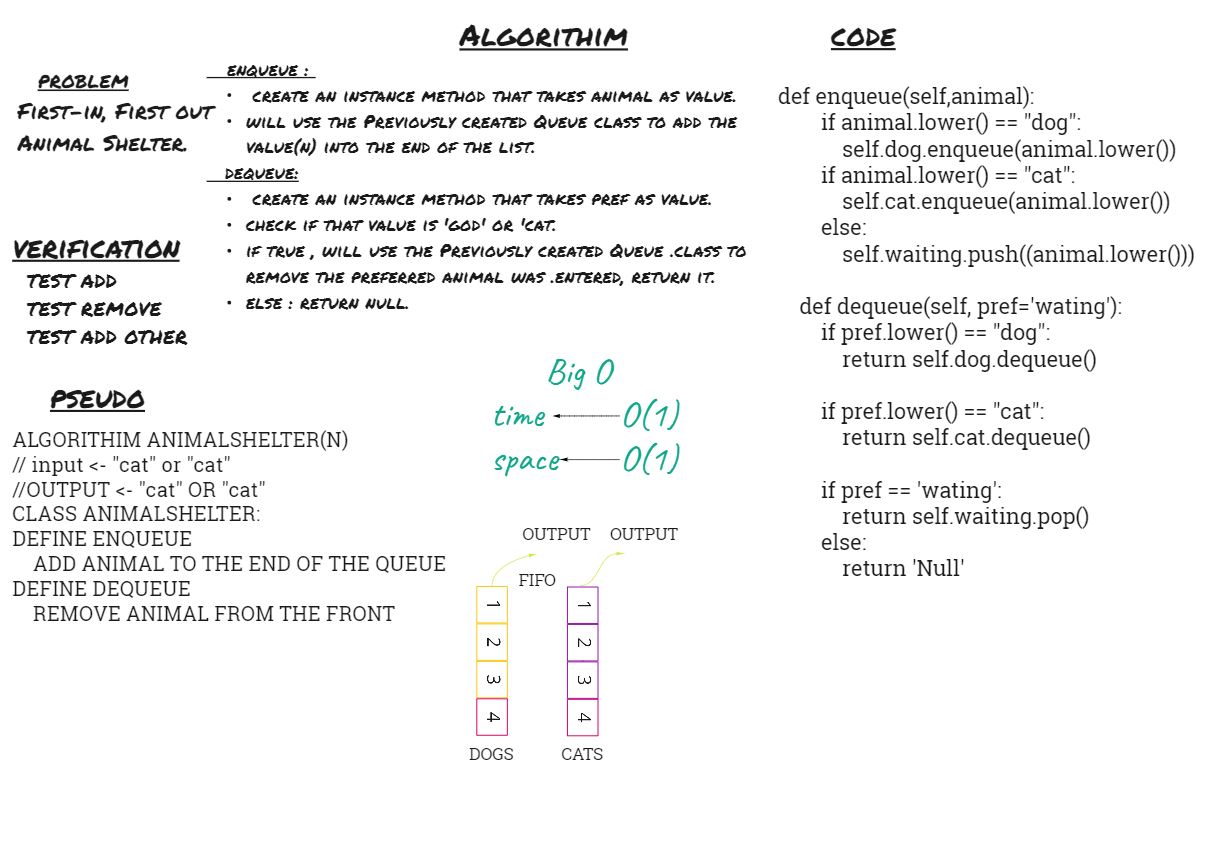 PROBLEM
First-in, First out
Animal Shelter.
VERIFICATION
TEST ADD
TEST REMOVE
TEST ADD OTHER
PSEUDO
ALGORITHIM ANIMALSHELTER(N)
// input <- "cat" or "cat"
//OUTPUT <- "cat" OR "cat"
CLASS ANIMALSHELTER:
DEFINE ENQUEUE
ADD ANIMAL TO THE END OF THE QUEUE
DEFINE DEQUEUE
REMOVE ANIMAL FROM THE FRONT
Algorithim
ENQUEUE :
• CREATE AN INSTANCE METHOD THAT TAKES ANIMAL AS VALUE.
• WILL USE THE Previously CREATED Queue CLASS TO ADD THE
VALUE(N) INTO THE END OF THE LIST.
DEQUEUE:
• CREATE AN INSTANCE METHOD THAT TAKES PREF AS VALUE.
• CHECK IF THAT VALUE IS 'GOD' OR 'CAT.
• IF TRUE , WILL USE THE Previously CREATED Queue .CLASS TO
REMOVE THE PREFERRED ANIMAL WAS .ENTERED, RETURN IT.
• ELSE : RETURN NULL.
Big O
time O(1)
space O(1)
OUTPUT OUTPUT
FIFO
1 1
2 2
3 3
4 4
DOGS CATS
CODE
def enqueue(self,animal):
if animal.lower() == "dog":
self.dog.enqueue(animal.lower())
if animal.lower() == "cat":
self.cat.enqueue(animal.lower())
else:
self.waiting.push((animal.lower()))
def dequeue(self, pref='wating'):
if pref.lower() == "dog":
return self.dog.dequeue()
if pref.lower() == "cat":
return self.cat.dequeue()
if pref == 'wating':
return self.waiting.pop()
else:
return 'Null'